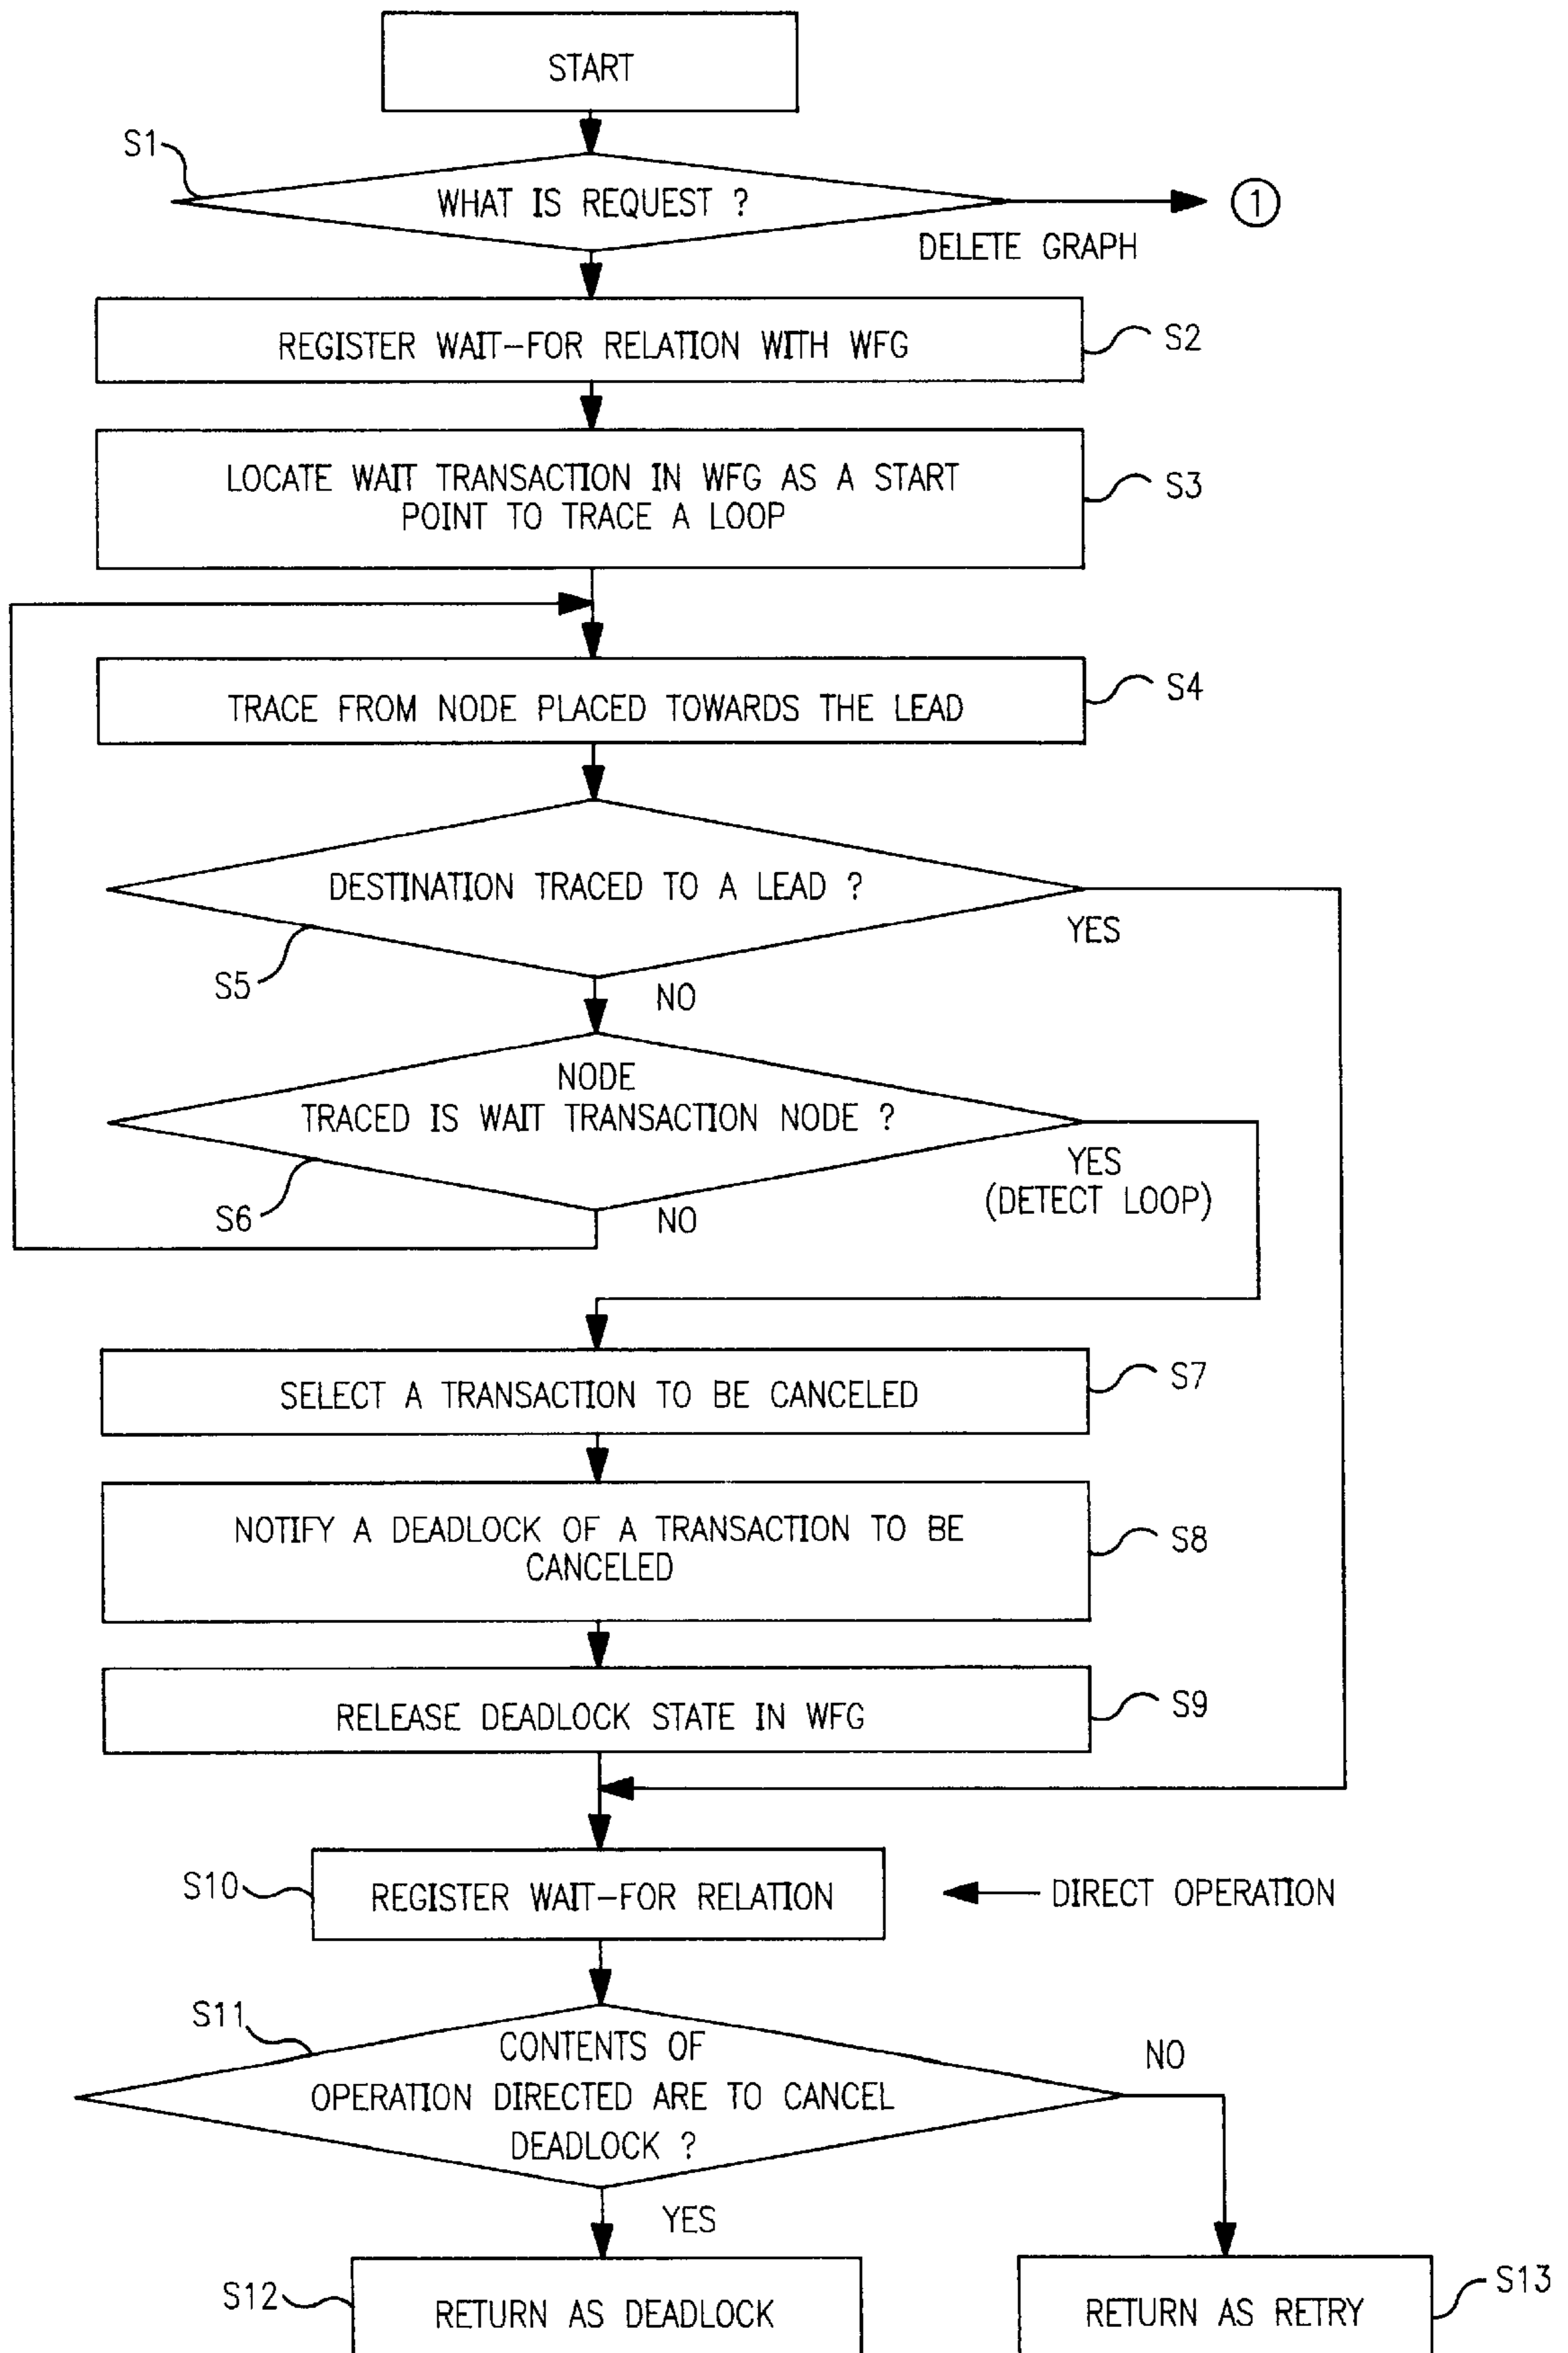 START
S1
WHAT IS REQUEST ?
1
DELETE GRAPH
REGISTER WAIT-FOR RELATION WITH WFG
S2
LOCATE WAIT TRANSACTION IN WFG AS A START
POINT TO TRACE A LOOP
S3
TRACE FROM NODE PLACED TOWARDS THE LEAD
S4
DESTINATION TRACED TO A LEAD ?
YES
S5
NO
NODE
TRACED IS WAIT TRANSACTION NODE ?
YES
(DETECT LOOP)
S6
NO
SELECT A TRANSACTION TO BE CANCELED
S7
NOTIFY A DEADLOCK OF A TRANSACTION TO BE
CANCELED
S8
RELEASE DEADLOCK STATE IN WFG
S9
S10
REGISTER WAIT-FOR RELATION
DIRECT OPERATION
S11
CONTENTS OF
OPERATION DIRECTED ARE TO CANCEL
DEADLOCK ?
NO
YES
S12
RETURN AS DEADLOCK
RETURN AS RETRY
S13